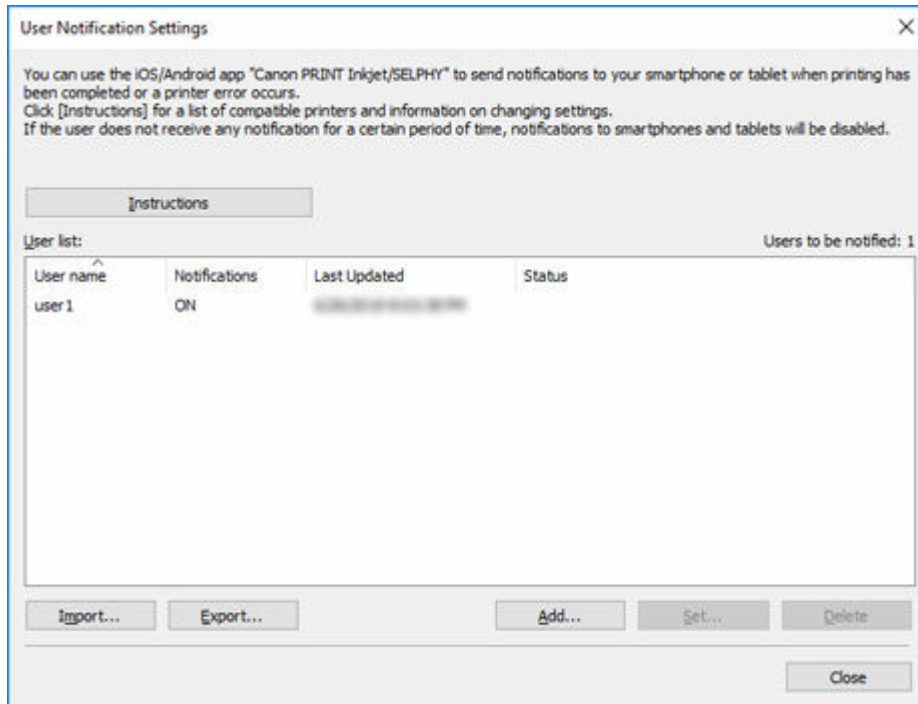 User Notification Settings
You can use the iOS/Android app "Canon PRINT Inkjet/SELPHY" to send notifications to your smartphone or tablet when printing has
been completed or a printer error occurs.
Click [Instructions] for a list of compatible printers and information on changing settings.
If the user does not receive any notification for a certain period of time, notifications to smartphones and tablets will be disabled.
Instructions
User list: Users to be notified: 1
User name Notifications Last Updated Status
user1 ON
Import... Export... Add... Set... Delete
Close